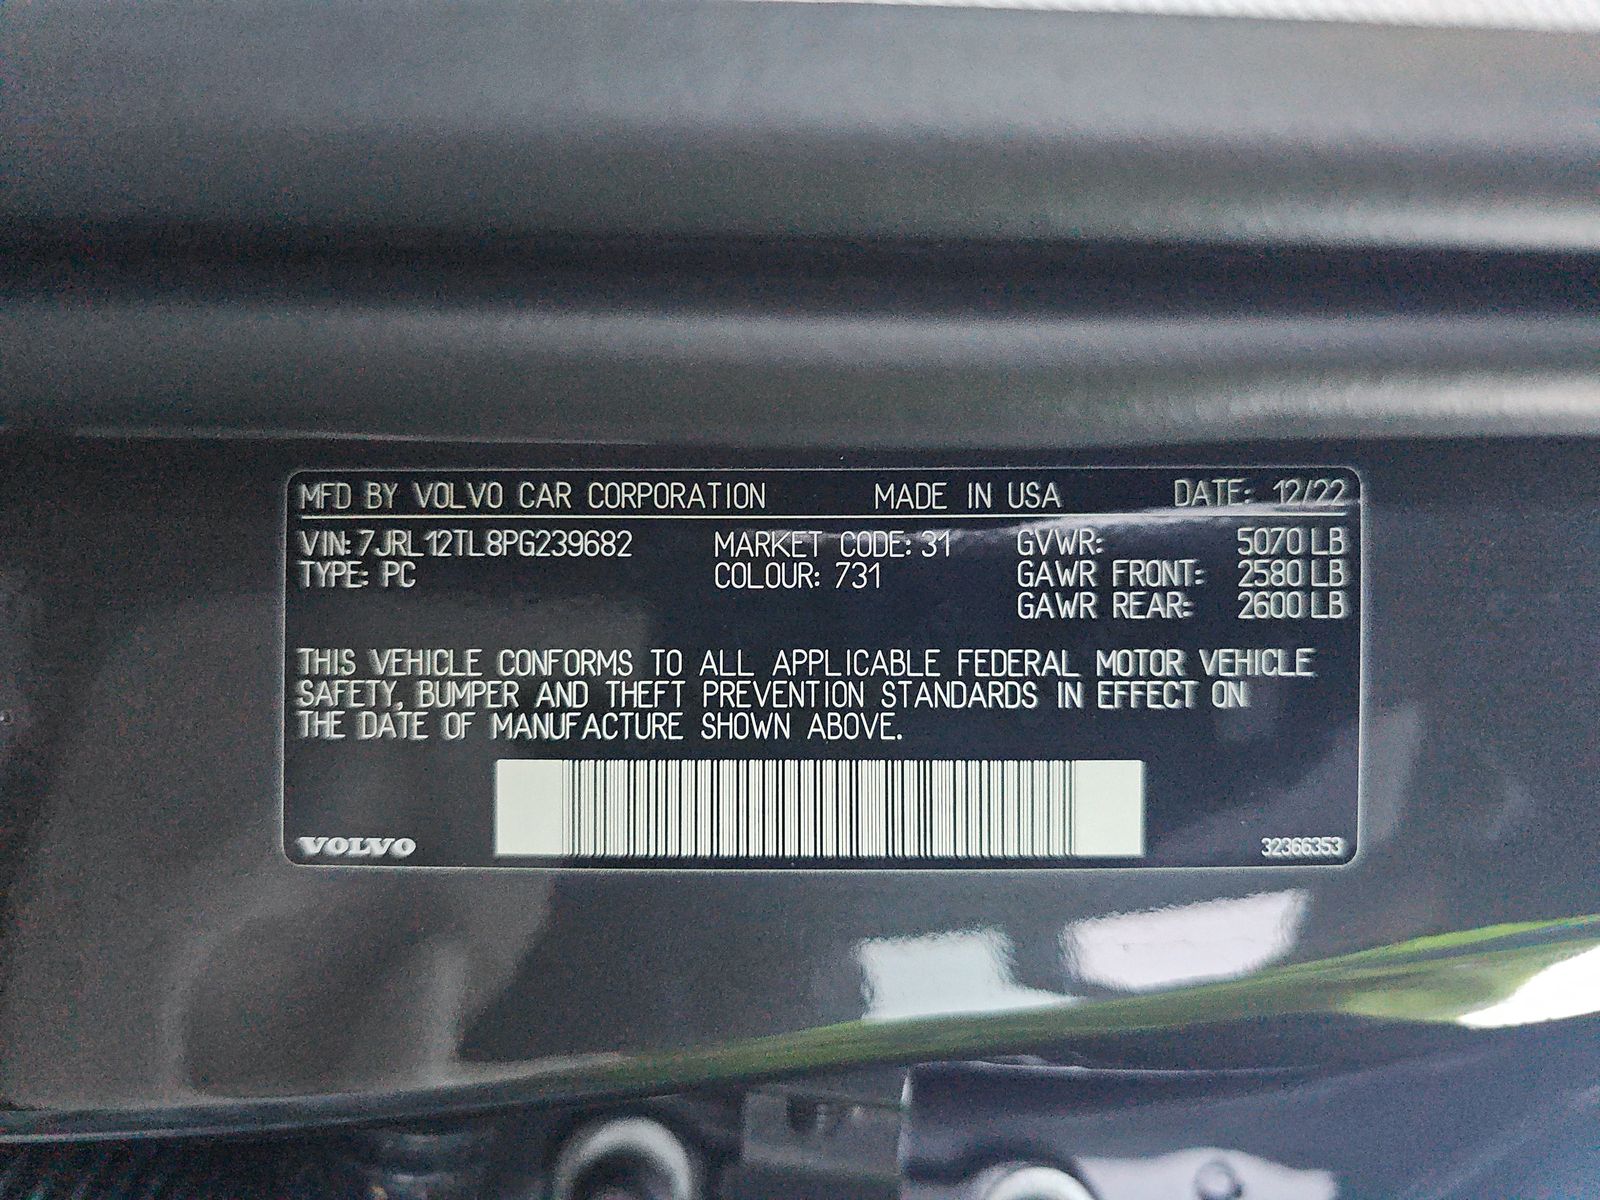 MFD BY VOLVO CAR CORPORATION MADE IN USA DATE: 12/22
VIN: 7JRL12TL8PG239682 MARKET CODE: 31 GVWR: 5070 LB
TYPE: PC COLOUR: 731 GAWR FRONT: 2580 LB
GAWR REAR: 2600 LB
THIS VEHICLE CONFORMS TO ALL APPLICABLE FEDERAL MOTOR VEHICLE
SAFETY, BUMPER AND THEFT PREVENTION STANDARDS IN EFFECT ON
THE DATE OF MANUFACTURE SHOWN ABOVE.
VOLVO 32366353